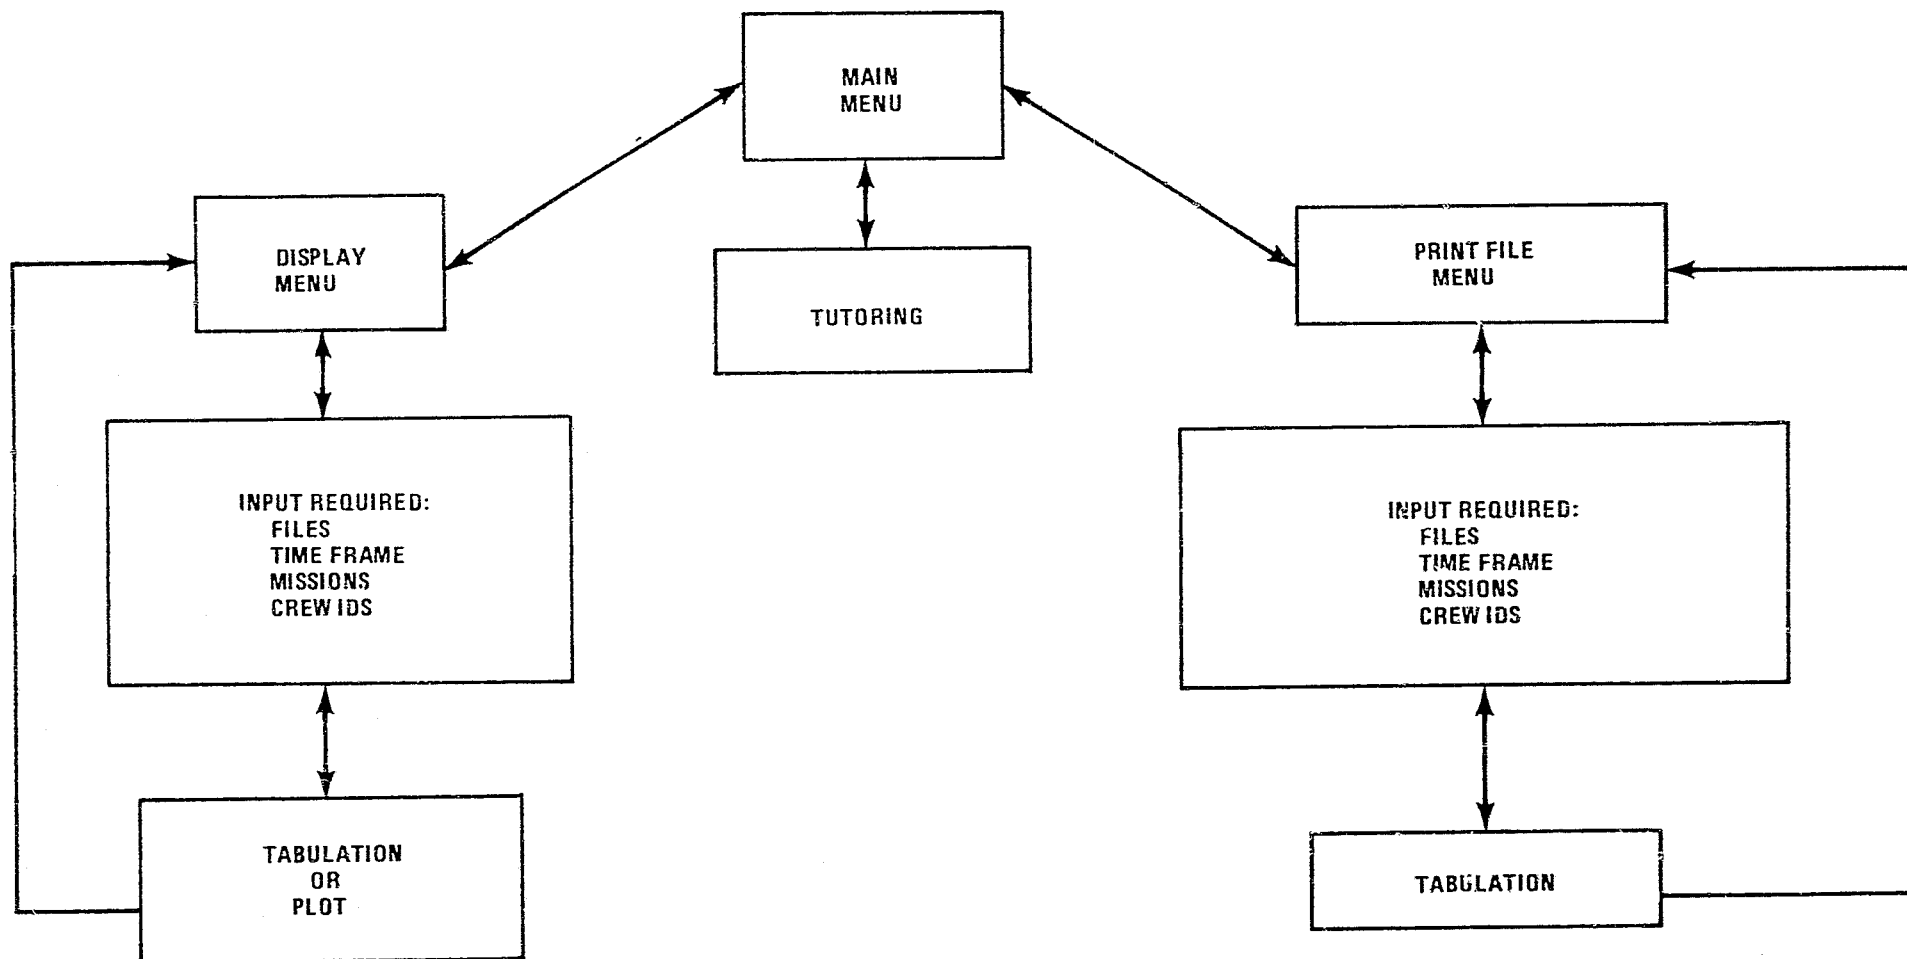 MAIN
MENU
DISPLAY
MENU
TUTORING
PRINT FILE
MENU
INPUT REQUIRED:
FILES
TIME FRAME
MISSIONS
CREW IDS
INPUT REQUIRED:
FILES
TIME FRAME
MISSIONS
CREW IDS
TABULATION
OR
PLOT
TABULATION